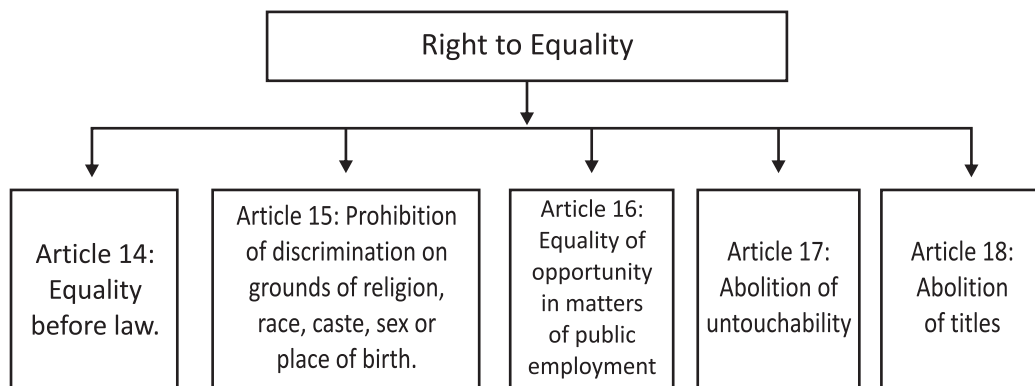 Right to Equality
Article 14:
Equality
before law.
Article 15: Prohibition
of discrimination on
grounds of religion,
race, caste, sex or
place of birth.
Article 16:
Equality of
opportunity
in matters
of public
employment
Article 17:
Abolition of
untouchability
Article 18:
Abolition
of titles